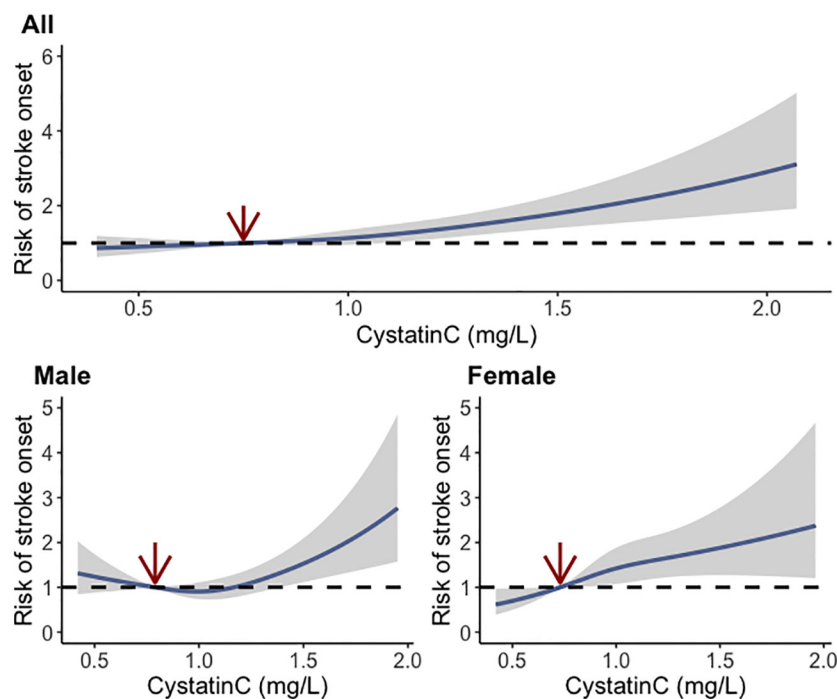 All
Risk of stroke onset
6
4
2
0
0.5 1.0 1.5 2.0
CystatinC (mg/L)
Male
Risk of stroke onset
5
4
3
2
1
0
0.5 1.0 1.5 2.0
CystatinC (mg/L)
Female
Risk of stroke onset
5
4
3
2
1
0
0.5 1.0 1.5 2.0
CystatinC (mg/L)